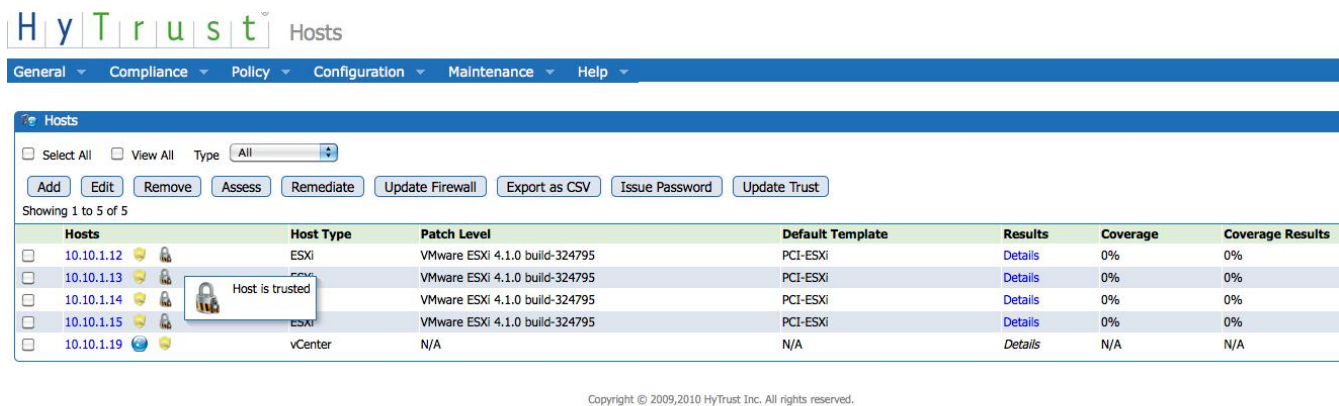 HyTrust Hosts
General Compliance Policy Configuration Maintenance Help
Hosts
Select All View All Type All
Add Edit Remove Assess Remediate Update Firewall Export as CSV Issue Password Update Trust
Showing 1 to 5 of 5
Hosts Host Type Patch Level Default Template Results Coverage Coverage Results
10.10.1.12 ESXi VMware ESXi 4.1.0 build-324795 PCI-ESXi Details 0% 0%
10.10.1.13 VMware ESXi 4.1.0 build-324795 PCI-ESXi Details 0% 0%
Host is trusted
10.10.1.14 VMware ESXi 4.1.0 build-324795 PCI-ESXi Details 0% 0%
10.10.1.15 ESXi VMware ESXi 4.1.0 build-324795 PCI-ESXi Details 0% 0%
10.10.1.19 vCenter N/A N/A Details N/A N/A
Copyright © 2009,2010 HyTrust Inc. All rights reserved.